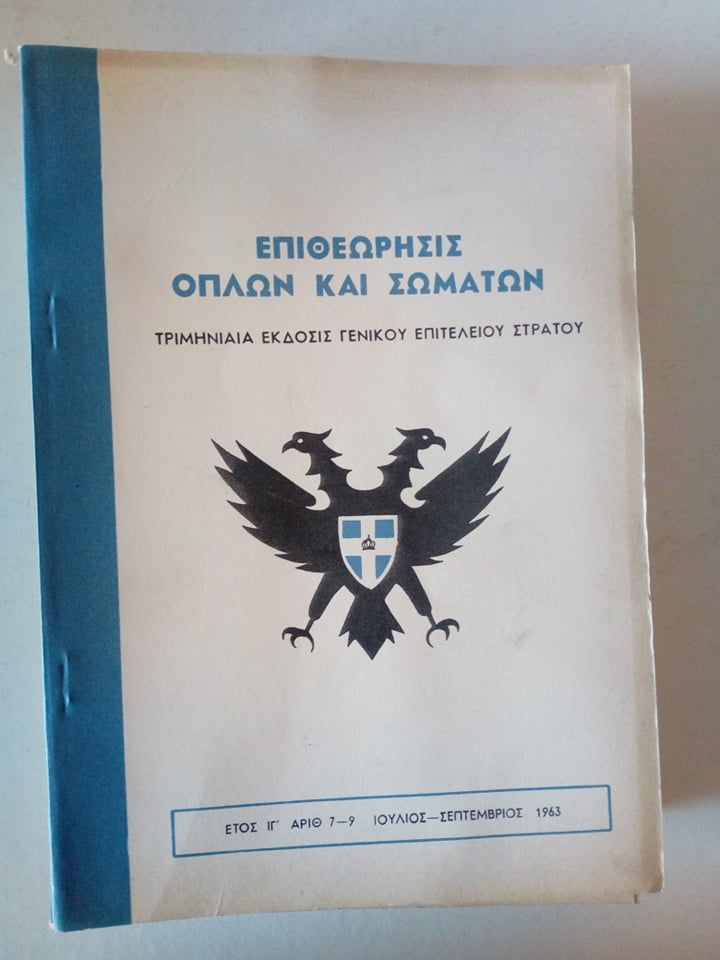 ΕΠΙΘΕΩΡΗΣΙΣ
ΟΠΛΩΝ ΚΑΙ ΣΩΜΑΤΩΝ
ΤΡΙΜΗΝΙΑΙΑ ΕΚΔΟΣΙΣ ΓΕΝΙΚΟΥ ΕΠΙΤΕΛΕΙΟΥ ΣΤΡΑΤΟΥ
ΕΤΟΣ ΙΓ' ΑΡΙΘ 7—9 ΙΟΥΛΙΟΣ—ΣΕΠΤΕΜΒΡΙΟΣ 1963